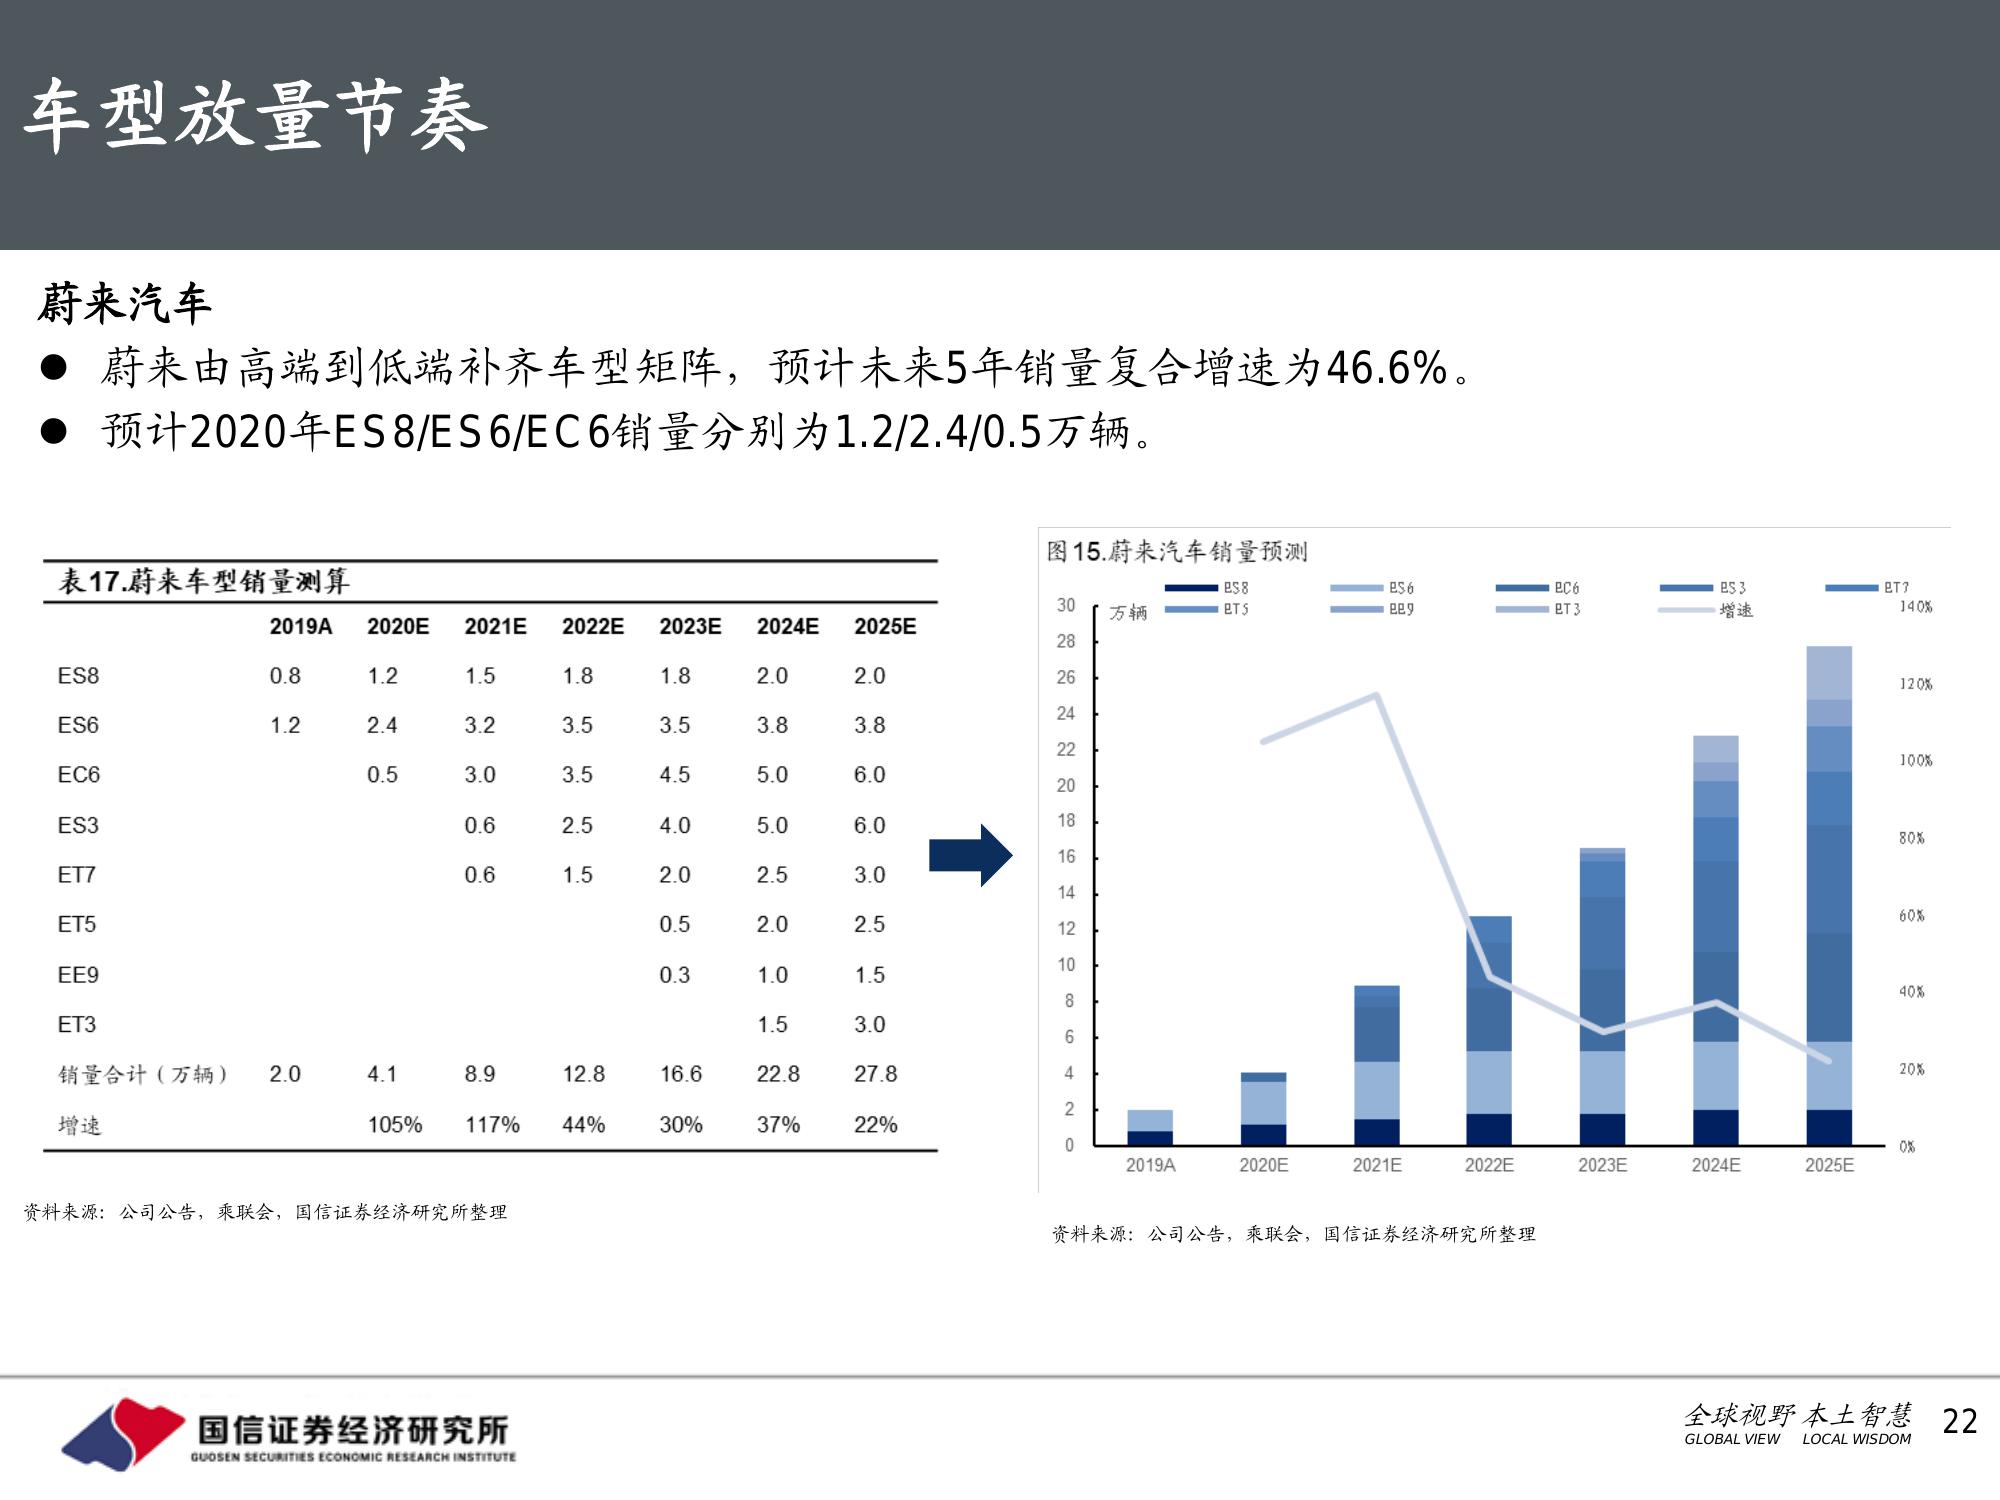 车型放量节奏
蔚来汽车
● 蔚来由高端到低端补齐车型矩阵，预计未来5年销量复合增速为46.6%。
● 预计2020年ES8/ES6/EC6销量分别为1.2/2.4/0.5万辆。
表17.蔚来车型销量测算
2019A 2020E 2021E 2022E 2023E 2024E 2025E
ES8 0.8 1.2 1.5 1.8 1.8 2.0 2.0
ES6 1.2 2.4 3.2 3.5 3.5 3.8 3.8
EC6 0.5 3.0 3.5 4.5 5.0 6.0
ES3 0.6 2.5 4.0 5.0 6.0
ET7 0.6 1.5 2.0 2.5 3.0
ET5 0.5 2.0 2.5
EE9 0.3 1.0 1.5
ET3 1.5 3.0
销量合计（万辆） 2.0 4.1 8.9 12.8 16.6 22.8 27.8
增速 105% 117% 44% 30% 37% 22%
资料来源：公司公告，乘联会，国信证券经济研究所整理
图15.蔚来汽车销量预测
ES8 ES6 EC6 ES3 ET7
万辆 ET5 EE9 ET3 增速
30 140%
28
26 120%
24
22
20 100%
18
16 80%
14
12 60%
10
8 40%
6
4 20%
2
0 0%
2019A 2020E 2021E 2022E 2023E 2024E 2025E
资料来源：公司公告，乘联会，国信证券经济研究所整理
国信证券经济研究所
GUOSEN SECURITIES ECONOMIC RESEARCH INSTITUTE
全球视野 本土智慧
GLOBAL VIEW LOCAL WISDOM
22